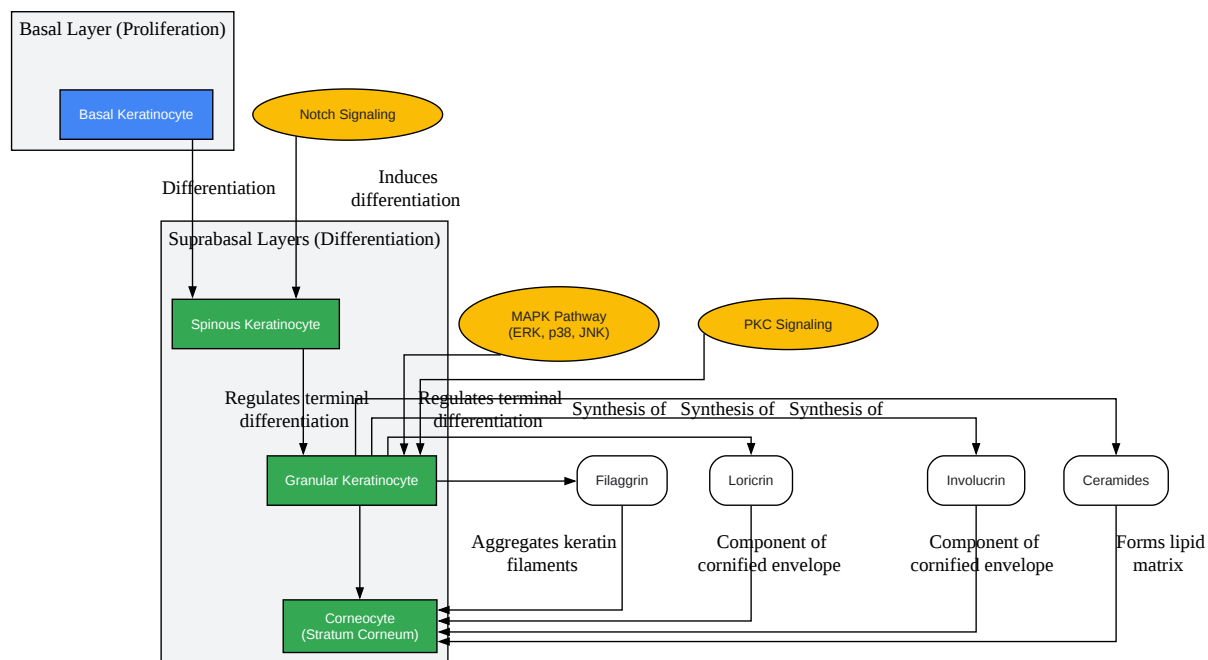 Basal Layer (Proliferation)
Basal Keratinocyte
Notch Signaling
Differentiation
Induces
differentiation
Suprabasal Layers (Differentiation)
Spinous Keratinocyte
MAPK Pathway
(ERK, p38, JNK)
PKC Signaling
Regulates terminal
differentiation
Regulates terminal
differentiation
Synthesis of
Synthesis of
Synthesis of
Granular Keratinocyte
Filaggrin
Loricrin
Involucrin
Ceramides
Aggregates keratin
filaments
Component of
cornified envelope
Component of
cornified envelope
Forms lipid
matrix
Corneocyte
(Stratum Corneum)